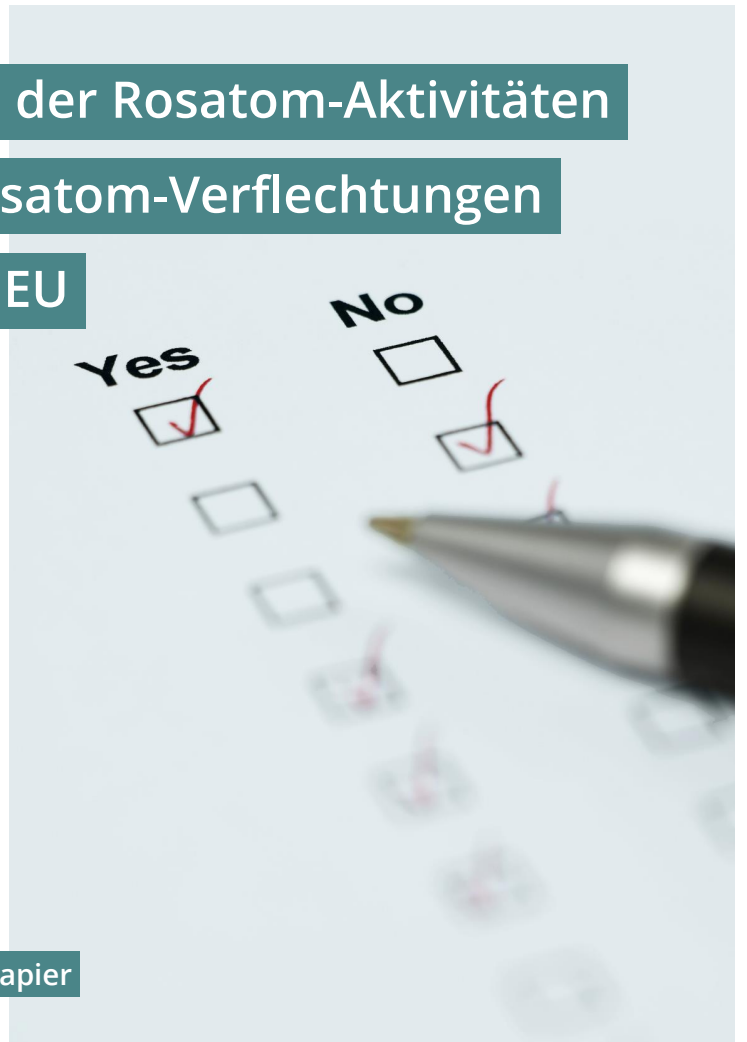 der Rosatom-Aktivitäten
satom-Verflechtungen
EU
No
Yes
apier